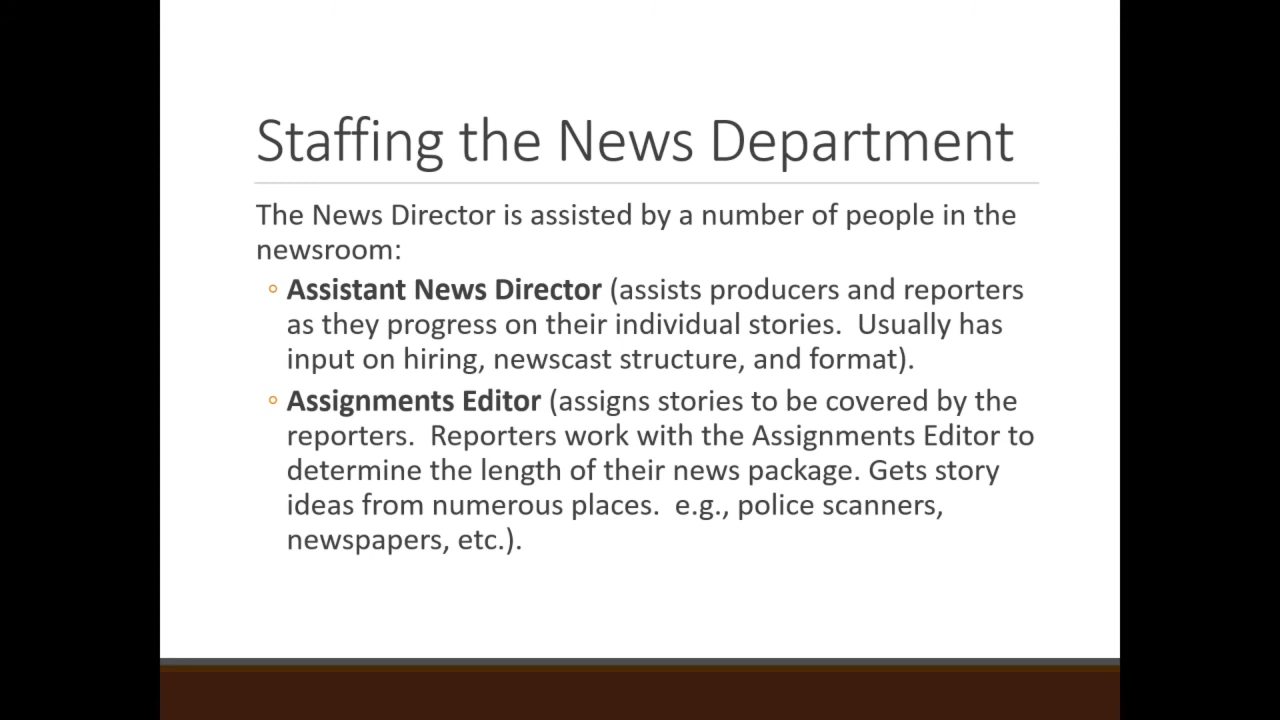 Staffing the News Department
The News Director is assisted by a number of people in the
newsroom:
◦ Assistant News Director (assists producers and reporters
as they progress on their individual stories.  Usually has
input on hiring, newscast structure, and format).
◦ Assignments Editor (assigns stories to be covered by the
reporters.  Reporters work with the Assignments Editor to
determine the length of their news package. Gets story
ideas from numerous places.  e.g., police scanners,
newspapers, etc.).